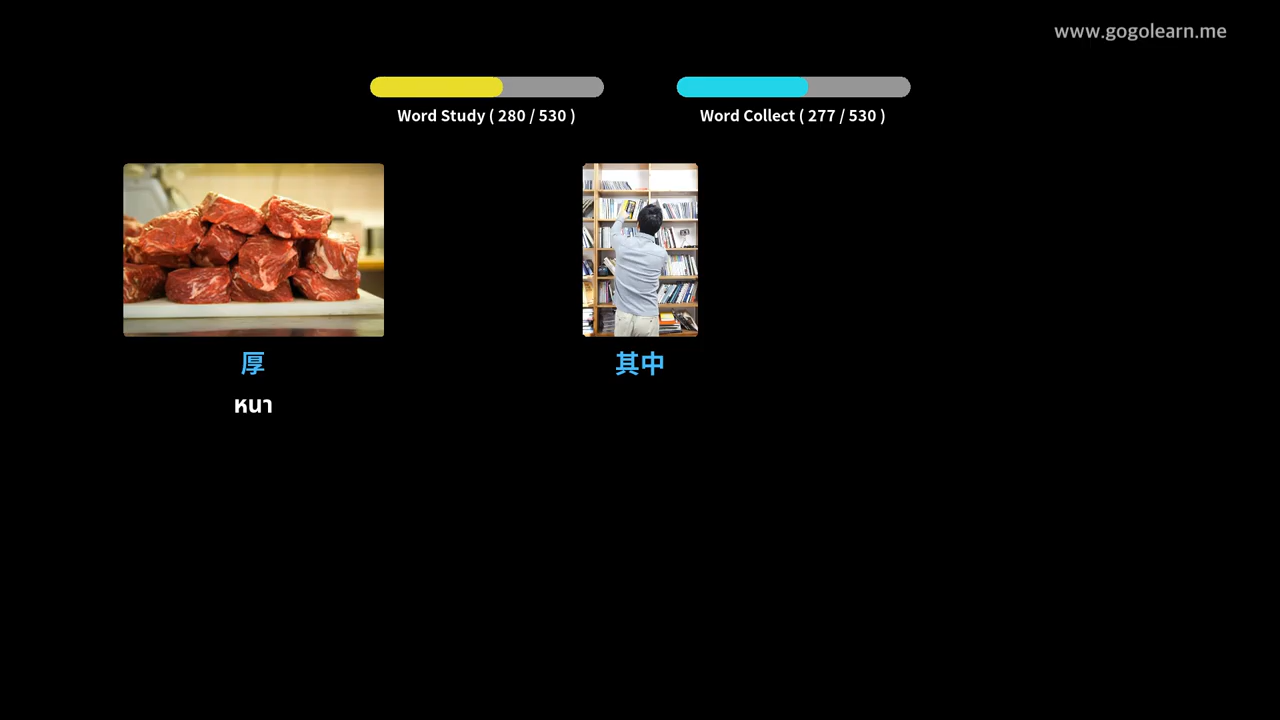 www.gogolearn.me
Word Study ( 280 / 530 )
Word Collect ( 277 / 530 )
厚
หนา
其中